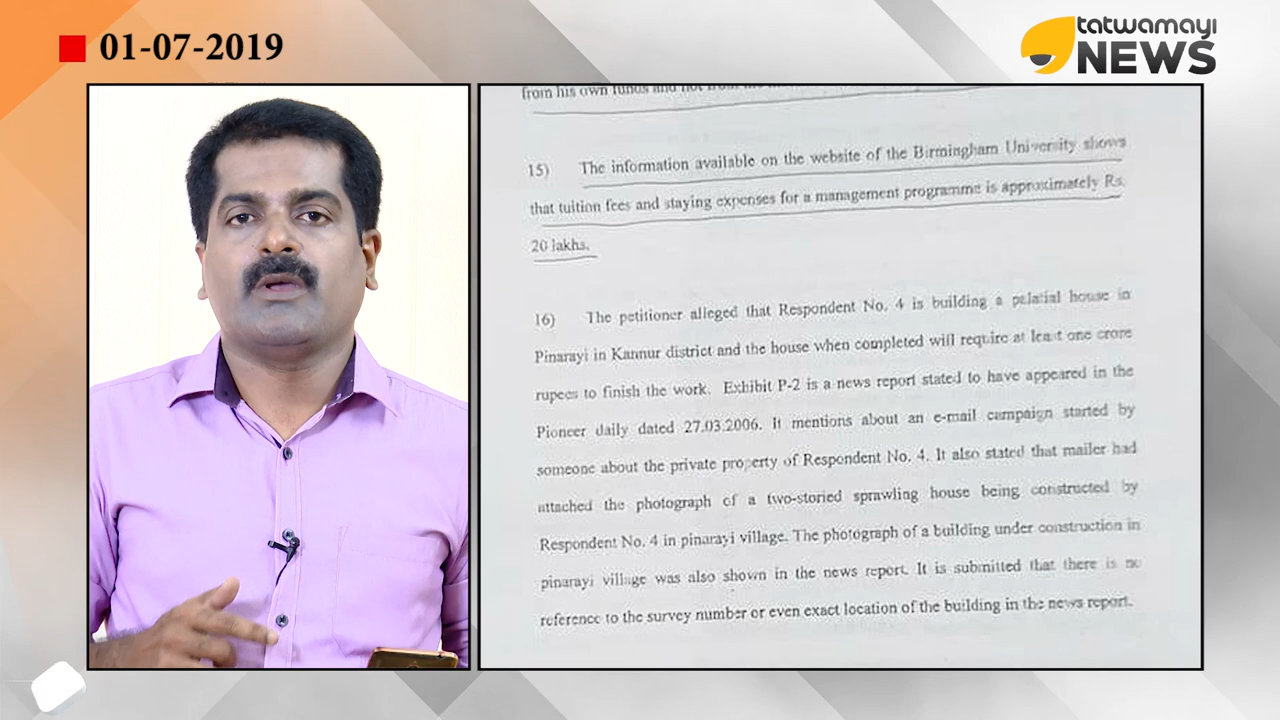 01-07-2019
tatwamayi
NEWS
from his own funds and not from the
15) The information available on the website of the Birmingham University shows
that tuition fees and staying expenses for a management programme is approximately Rs.
20 lakhs.
16) The petitioner alleged that Respondent No. 4 is building a palatial house in
Pinarayi in Kannur district and the house when completed will require at least one crore
rupees to finish the work. Exhibit P-2 is a news report stated to have appeared in the
Pioneer daily dated 27.03.2006. It mentions about an e-mail campaign started by
someone about the private property of Respondent No. 4. It also stated that mailer had
attached the photograph of a two-storied sprawling house being constructed by
Respondent No. 4 in pinarayi village. The photograph of a building under construction in
pinarayi village was also shown in the news report. It is submitted that there is no
reference to the survey number or even exact location of the building in the news report.